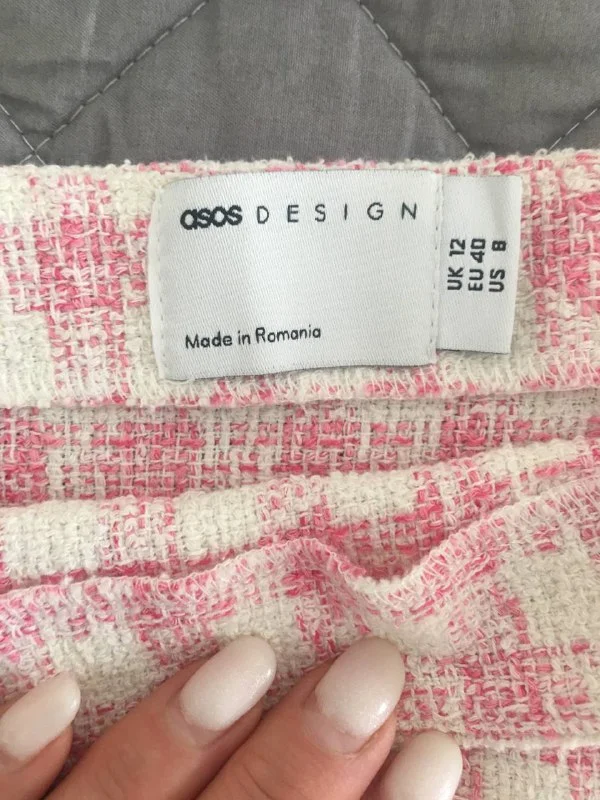 asos DESIGN
Made in Romania
UK 12
EU 40
US 8